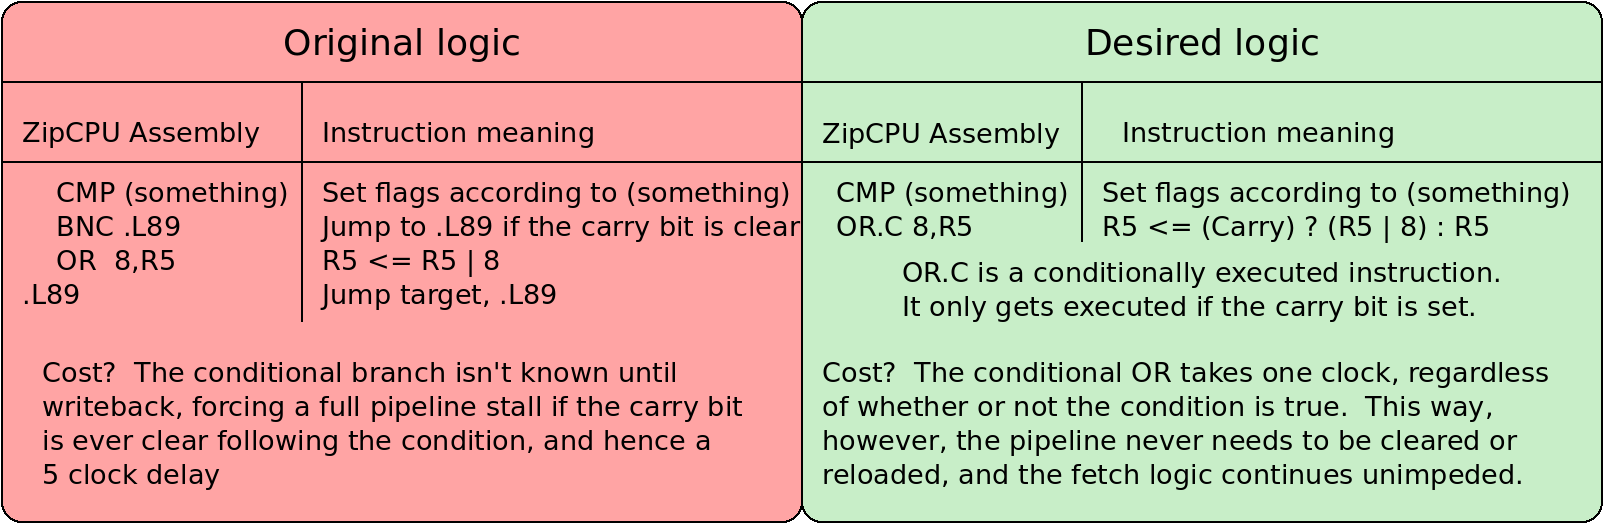 Original logic
ZipCPU Assembly
Instruction meaning
CMP (something)
Set flags according to (something)
BNC .L89
Jump to .L89 if the carry bit is clear
OR  8,R5
R5 <= R5 | 8
.L89
Jump target, .L89
Cost?  The conditional branch isn't known until
writeback, forcing a full pipeline stall if the carry bit
is ever clear following the condition, and hence a
5 clock delay
Desired logic
ZipCPU Assembly
Instruction meaning
CMP (something)
Set flags according to (something)
OR.C 8,R5
R5 <= (Carry) ? (R5 | 8) : R5
OR.C is a conditionally executed instruction.
It only gets executed if the carry bit is set.
Cost?  The conditional OR takes one clock, regardless
of whether or not the condition is true.  This way,
however, the pipeline never needs to be cleared or
reloaded, and the fetch logic continues unimpeded.